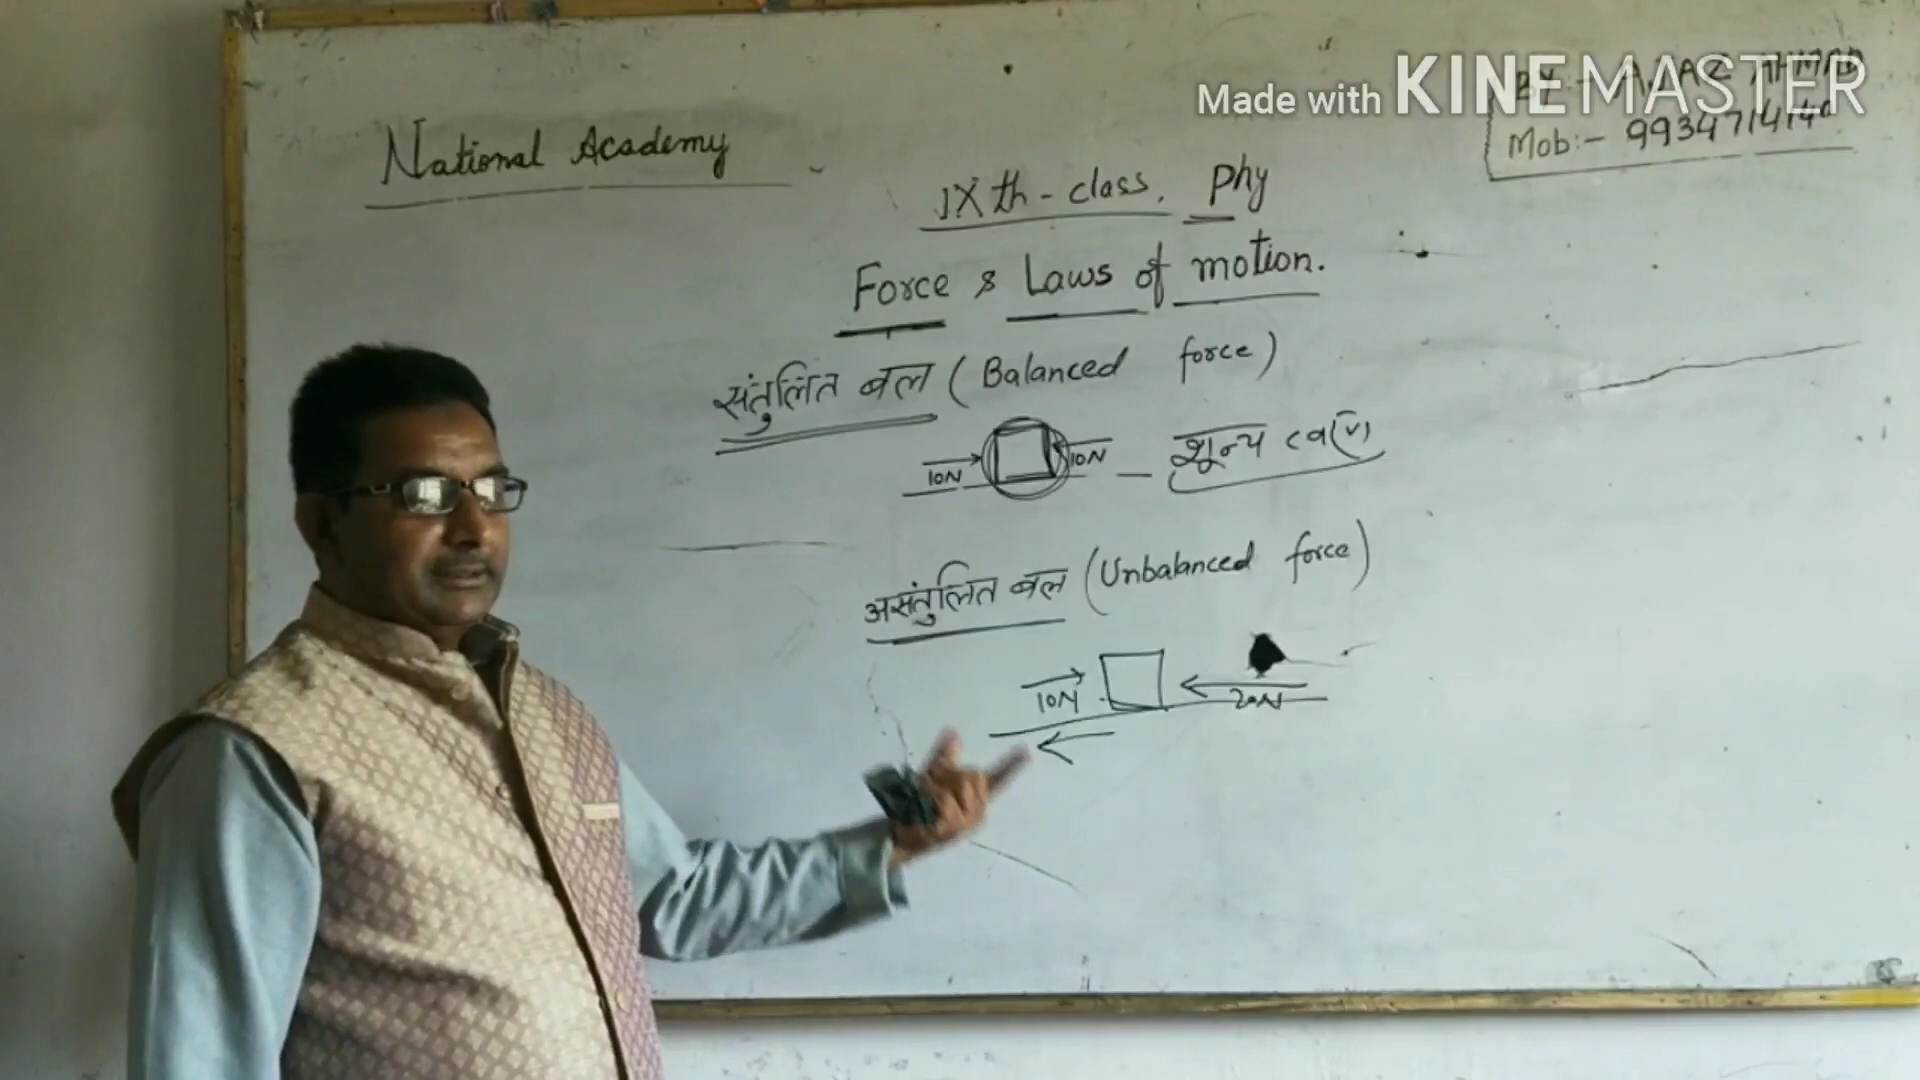 Made with KINEMASTER
AHMAD
Mob:-
National Academy
IXth - class. Phy
Force & Laws of motion.
संतुलित बल (Balanced force)
10N 10N शून्य
असंतुलित बल (Unbalanced force)
10N 20N